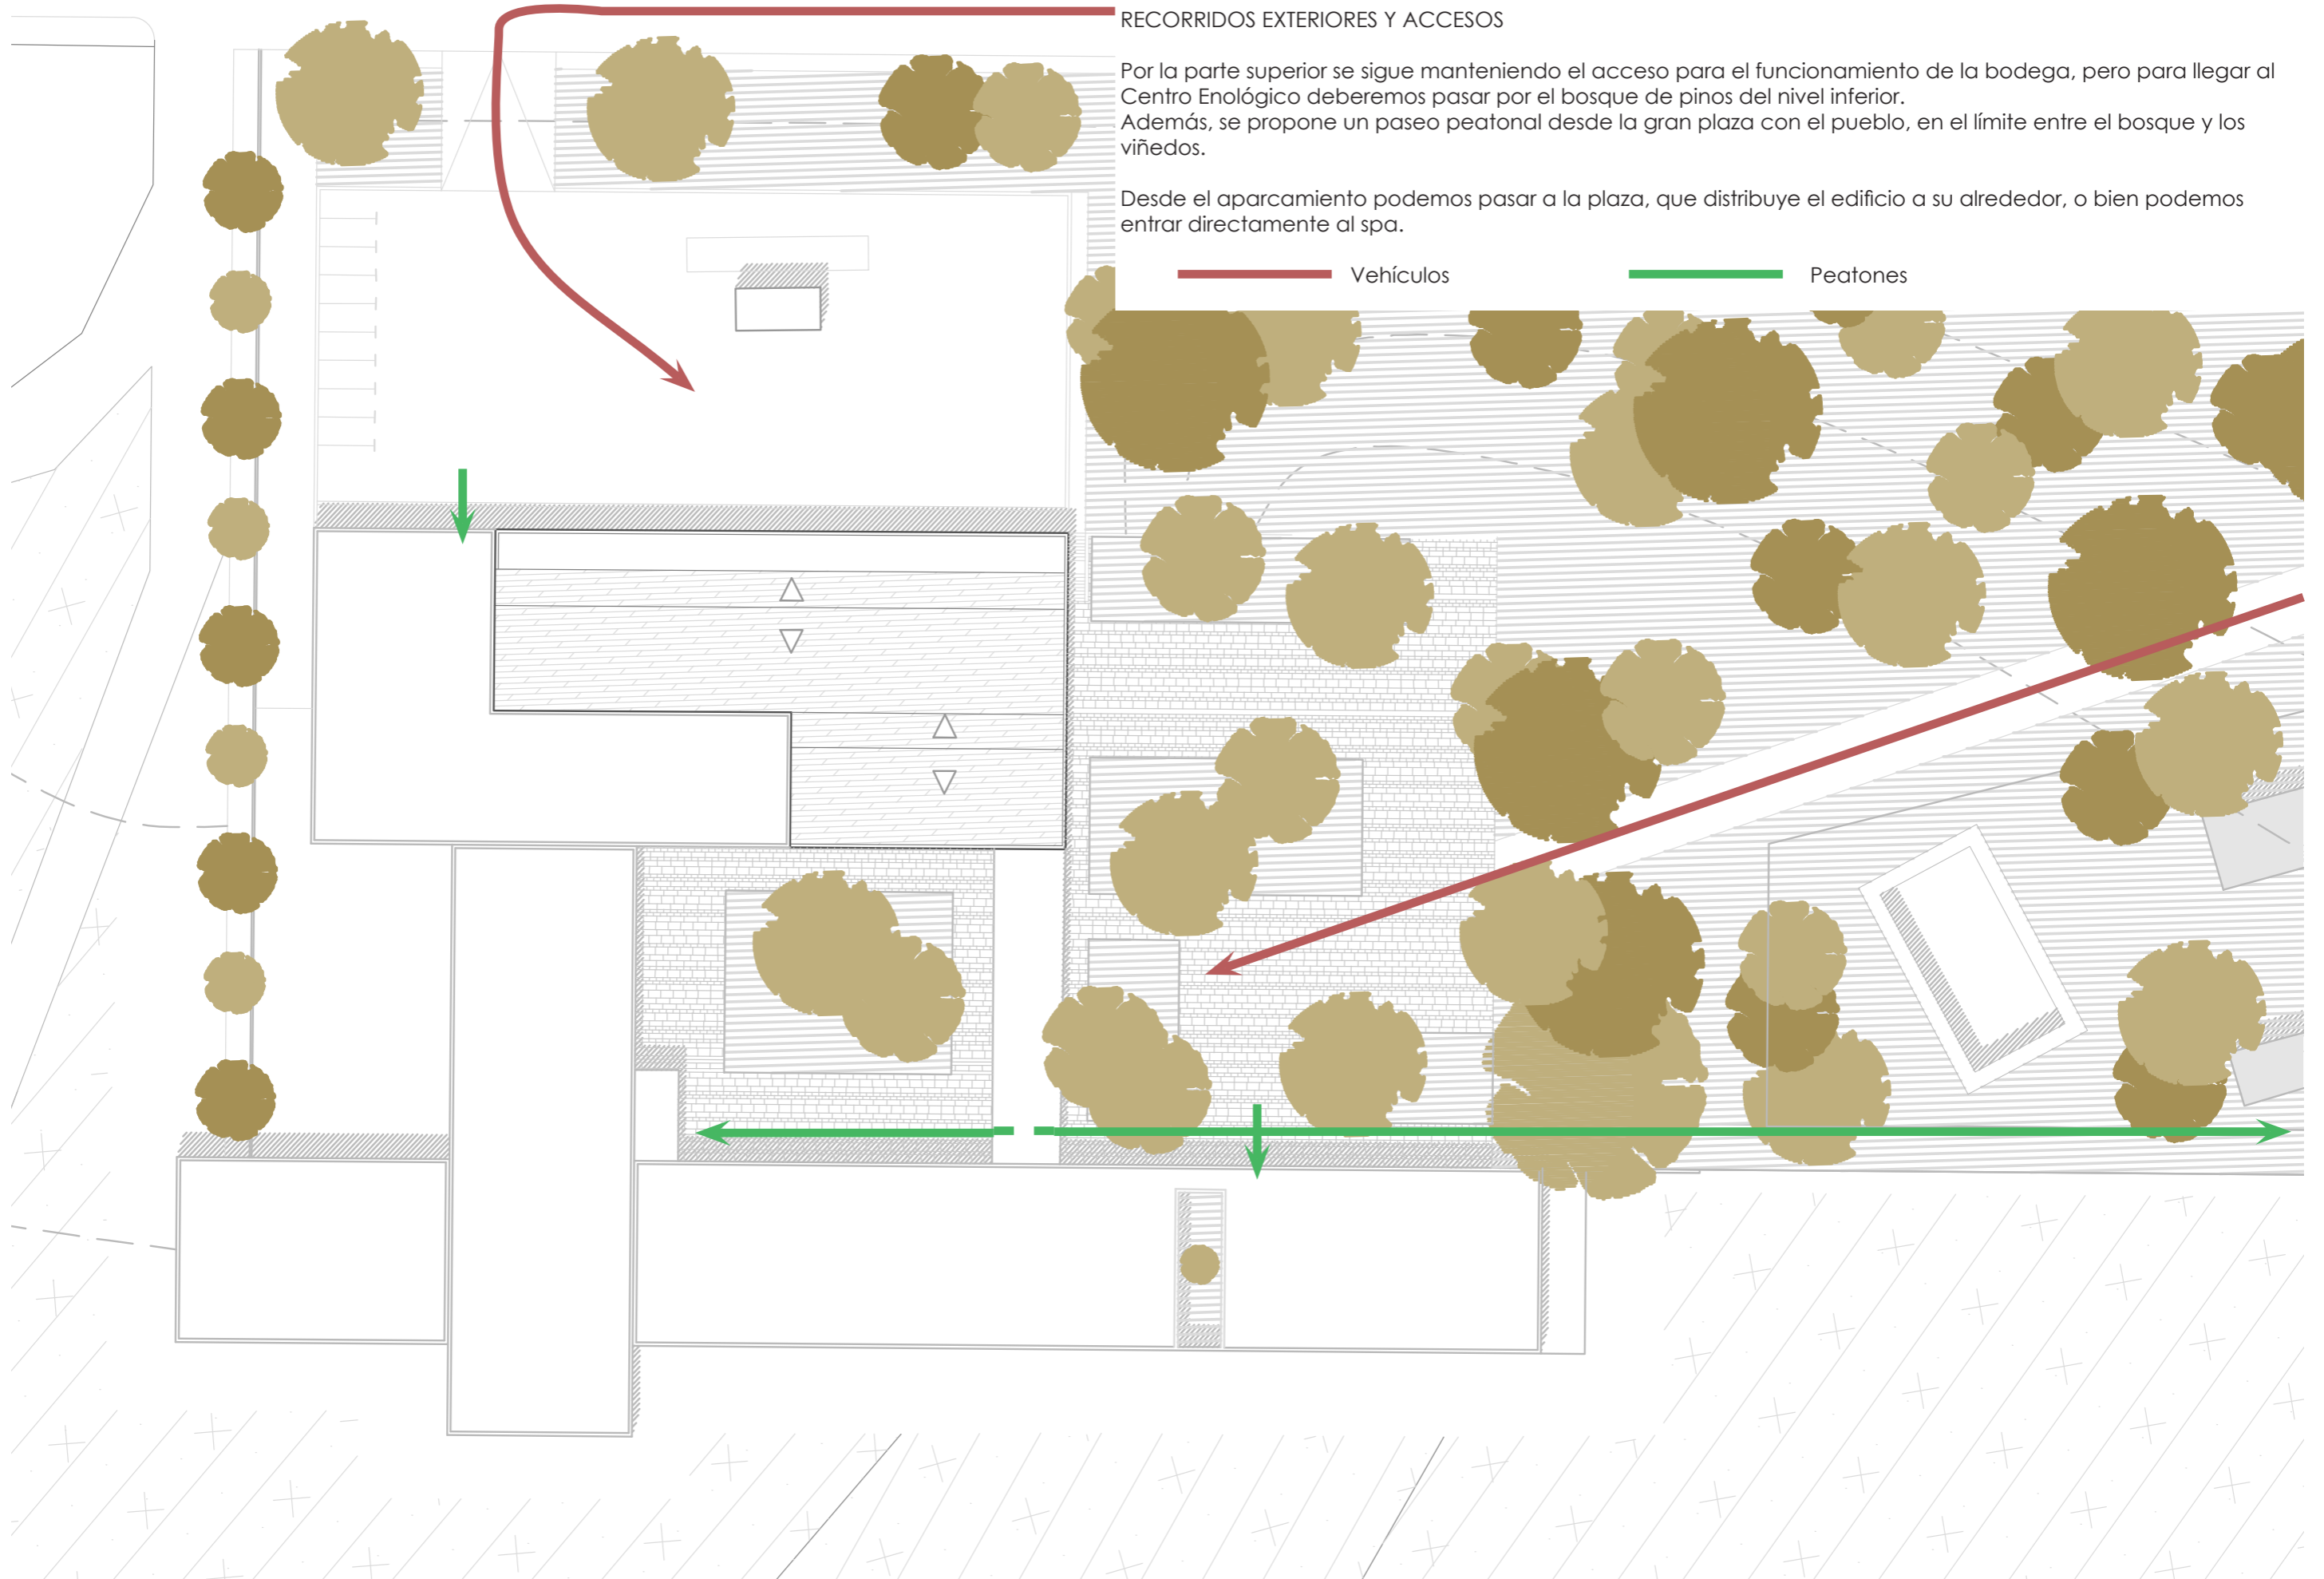 RECORRIDOS EXTERIORES Y ACCESOS
Por la parte superior se sigue manteniendo el acceso para el funcionamiento de la bodega, pero para llegar al
Centro Enológico deberemos pasar por el bosque de pinos del nivel inferior.
Además, se propone un paseo peatonal desde la gran plaza con el pueblo, en el límite entre el bosque y los
viñedos.
Desde el aparcamiento podemos pasar a la plaza, que distribuye el edificio a su alrededor, o bien podemos
entrar directamente al spa.
Vehículos
Peatones